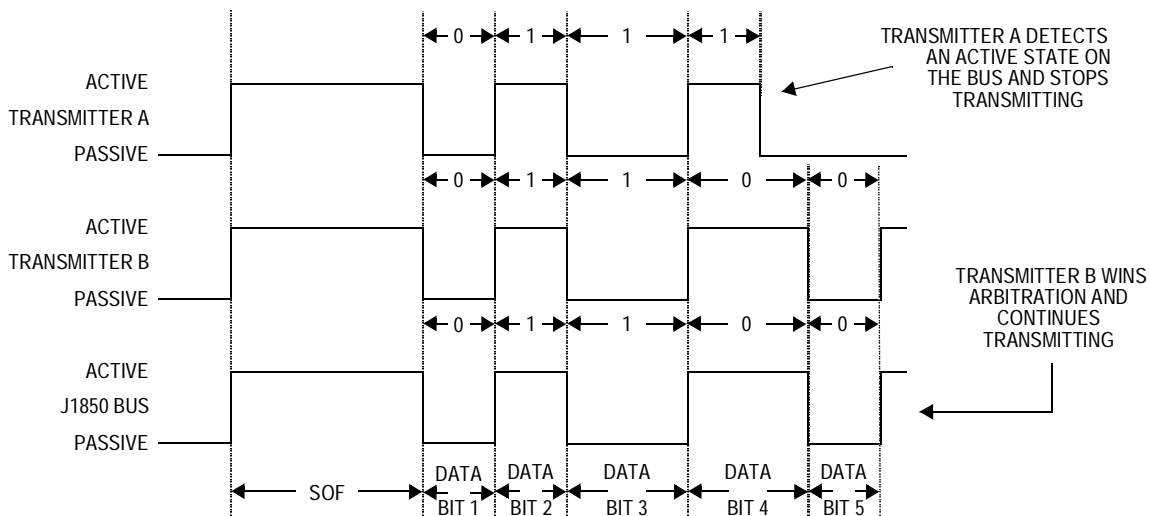 0 1 1 1
TRANSMITTER A DETECTS
AN ACTIVE STATE ON
THE BUS AND STOPS
TRANSMITTING
ACTIVE
TRANSMITTER A
PASSIVE
0 1 1 0 0
ACTIVE
TRANSMITTER B
PASSIVE
TRANSMITTER B WINS
ARBITRATION AND
CONTINUES
TRANSMITTING
0 1 1 0 0
ACTIVE
J1850 BUS
PASSIVE
SOF
DATA
BIT 1
DATA
BIT 2
DATA
BIT 3
DATA
BIT 4
DATA
BIT 5